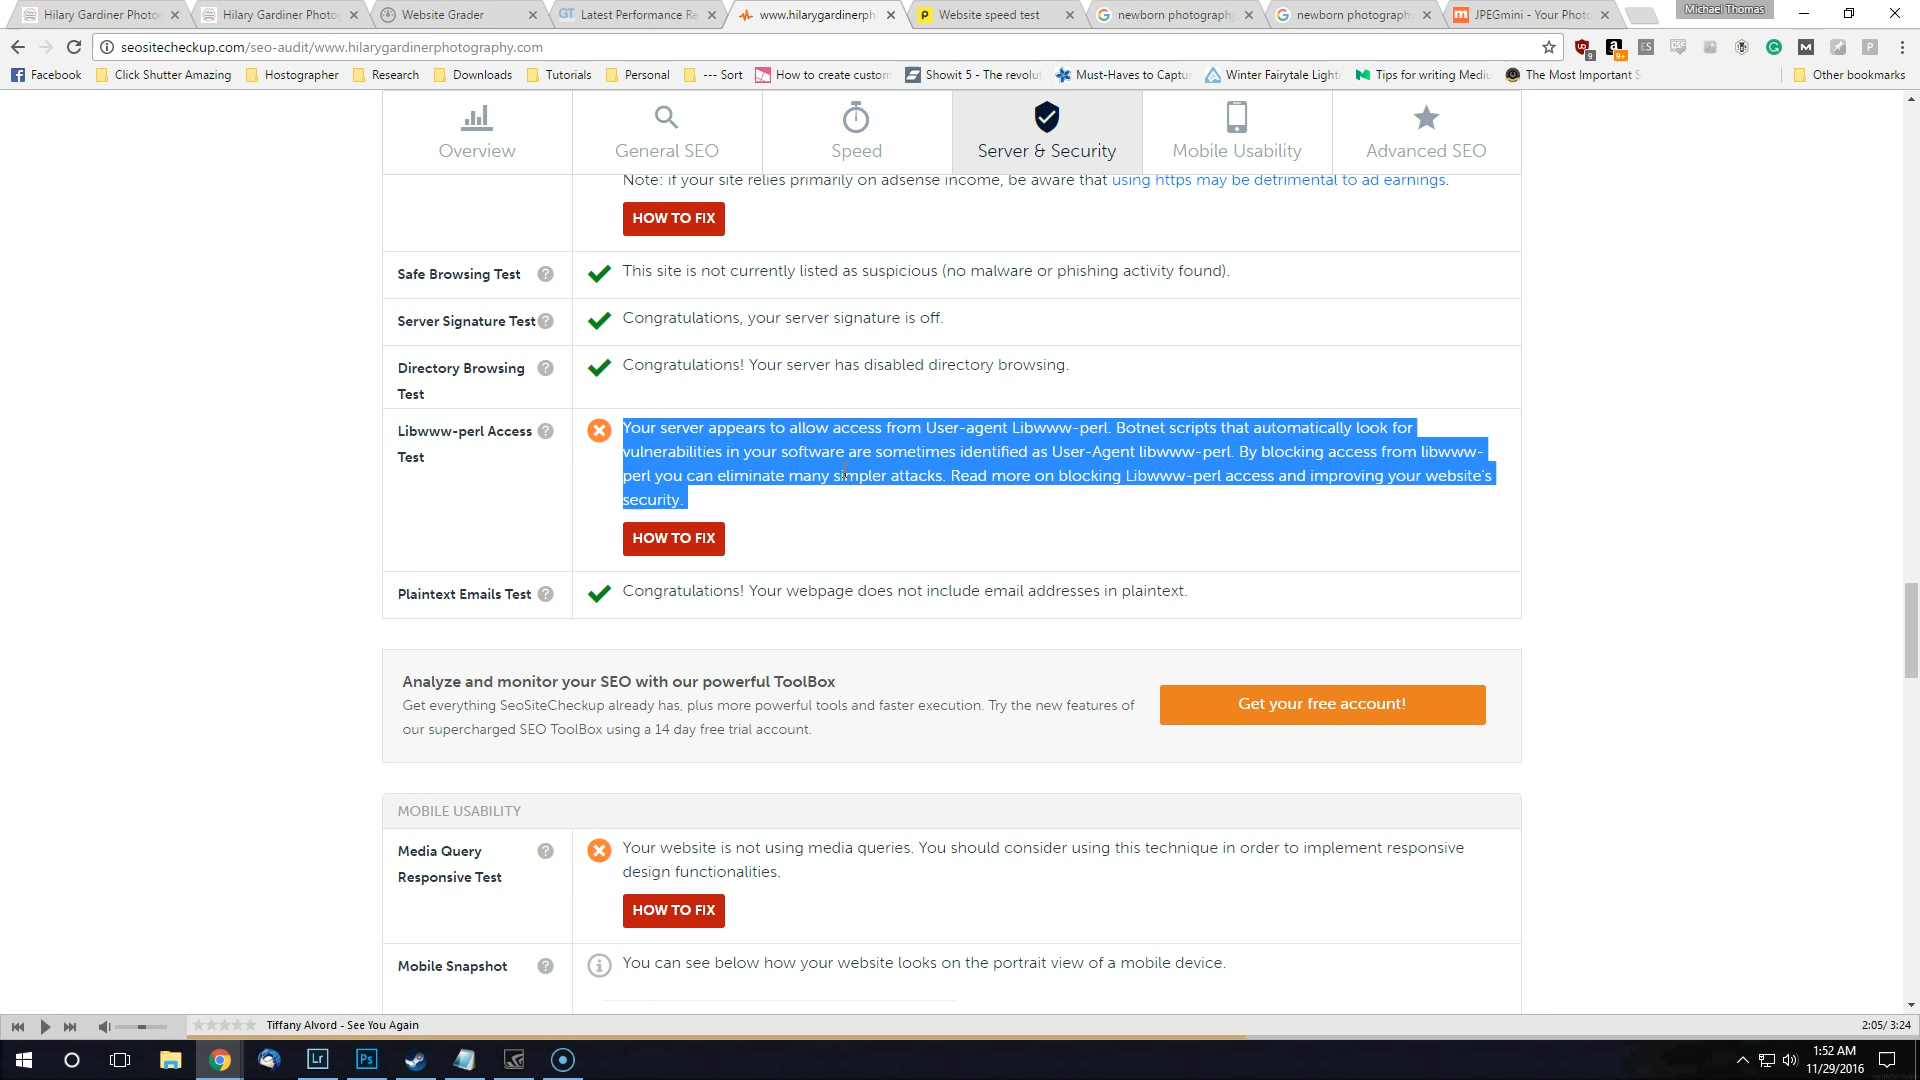 Hilary Gardiner Photo
Hilary Gardiner Photo
Website Grader
GT Latest Performance Re
www.hilarygardinerph
Website speed test
newborn photography
newborn photography
JPEGmini - Your Phot
Michael Thomas
seositecheckup.com/seo-audit/www.hilarygardinerphotography.com
Facebook
Click Shutter Amazing
Hostographer
Research
Downloads
Tutorials
Personal
--- Sort
How to create custom
Showit 5 - The revolut
Must-Haves to Captu
Winter Fairytale Light
Tips for writing Mediu
The Most Important S
Other bookmarks
Overview
General SEO
Speed
Server & Security
Mobile Usability
Advanced SEO
Note: if your site relies primarily on adsense income, be aware that using https may be detrimental to ad earnings.
HOW TO FIX
Safe Browsing Test
This site is not currently listed as suspicious (no malware or phishing activity found).
Server Signature Test
Congratulations, your server signature is off.
Directory Browsing
Test
Congratulations! Your server has disabled directory browsing.
Libwww-perl Access
Test
Your server appears to allow access from User-agent Libwww-perl. Botnet scripts that automatically look for
vulnerabilities in your software are sometimes identified as User-Agent libwww-perl. By blocking access from libwww-
perl you can eliminate many simpler attacks. Read more on blocking Libwww-perl access and improving your website's
security.
HOW TO FIX
Plaintext Emails Test
Congratulations! Your webpage does not include email addresses in plaintext.
Analyze and monitor your SEO with our powerful ToolBox
Get everything SeoSiteCheckup already has, plus more powerful tools and faster execution. Try the new features of
our supercharged SEO ToolBox using a 14 day free trial account.
Get your free account!
MOBILE USABILITY
Media Query
Responsive Test
Your website is not using media queries. You should consider using this technique in order to implement responsive
design functionalities.
HOW TO FIX
Mobile Snapshot
You can see below how your website looks on the portrait view of a mobile device.
Tiffany Alvord - See You Again
2:05/ 3:24
Lr
Ps
1:52 AM
11/29/2016